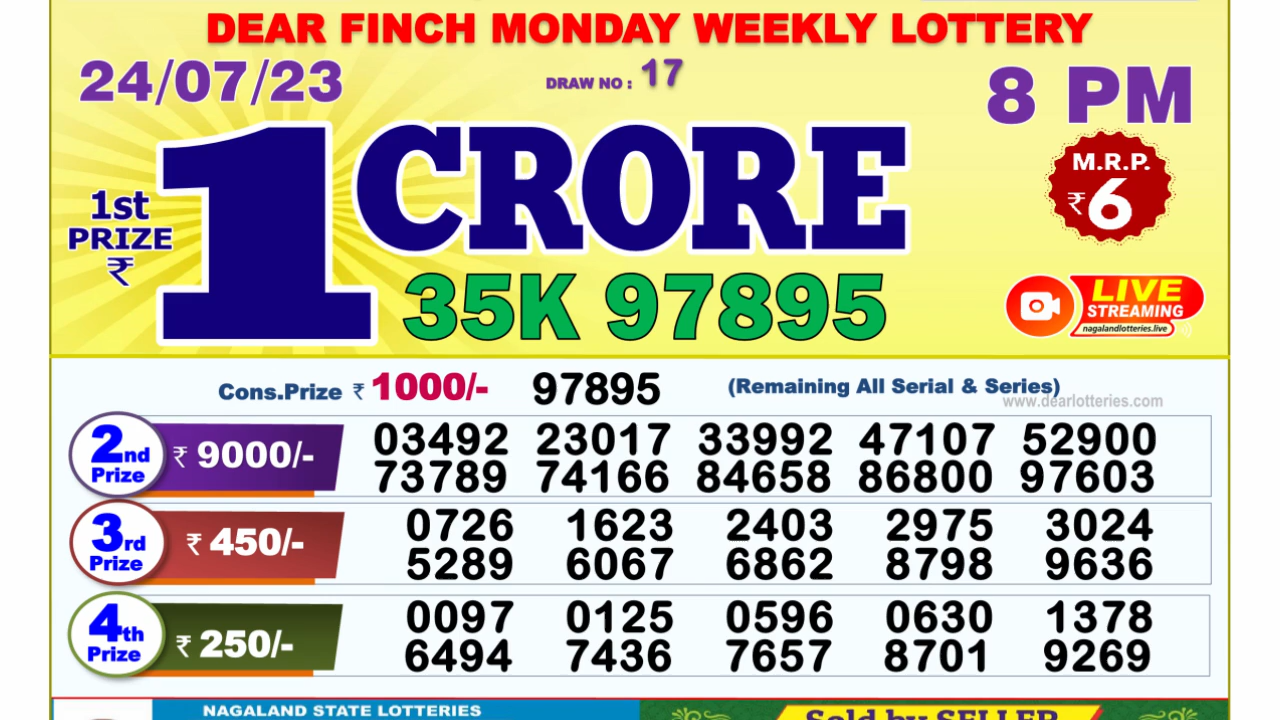 DEAR FINCH MONDAY WEEKLY LOTTERY
24/07/23
DRAW NO : 17
8 PM
1st
PRIZE
₹
1 CRORE
35K 97895
M.R.P.
₹ 6
LIVE
STREAMING
nagalandlotteries.live
Cons.Prize ₹ 1000/- 97895 (Remaining All Serial & Series)
www.dearlotteries.com
2nd
Prize
₹ 9000/-
03492 23017 33992 47107 52900
73789 74166 84658 86800 97603
3rd
Prize
₹ 450/-
0726 1623 2403 2975 3024
5289 6067 6862 8798 9636
4th
Prize
₹ 250/-
0097 0125 0596 0630 1378
6494 7436 7657 8701 9269
NAGALAND STATE LOTTERIES
Sold by SELLER